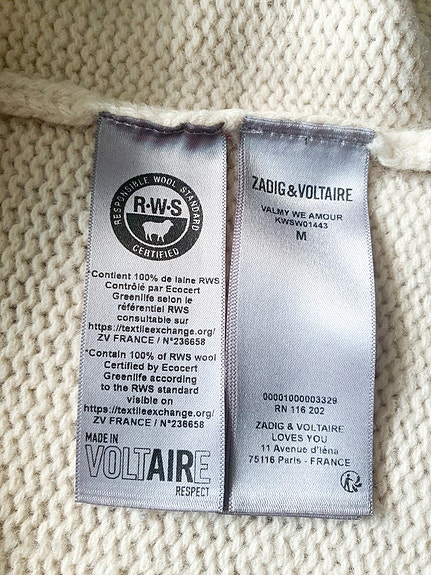 RESPONSIBLE WOOL STANDARD
R•W•S
CERTIFIED
Contient 100% de laine RWS
Contrôlé par Ecocert
Greenlife selon le
référentiel RWS
consultable sur
https://textileexchange.org/
ZV FRANCE / N°236658
*Contain 100% of RWS wool
Certified by Ecocert
Greenlife according
to the RWS standard
visible on
https://textileexchange.org/
ZV FRANCE / N°236658
MADE IN
VOLTAIRE
RESPECT
ZADIG&VOLTAIRE
VALMY WE AMOUR
KWSW01443
M
00001000003329
RN 116 202
ZADIG & VOLTAIRE
LOVES YOU
11 Avenue d'Iéna
75116 Paris - FRANCE